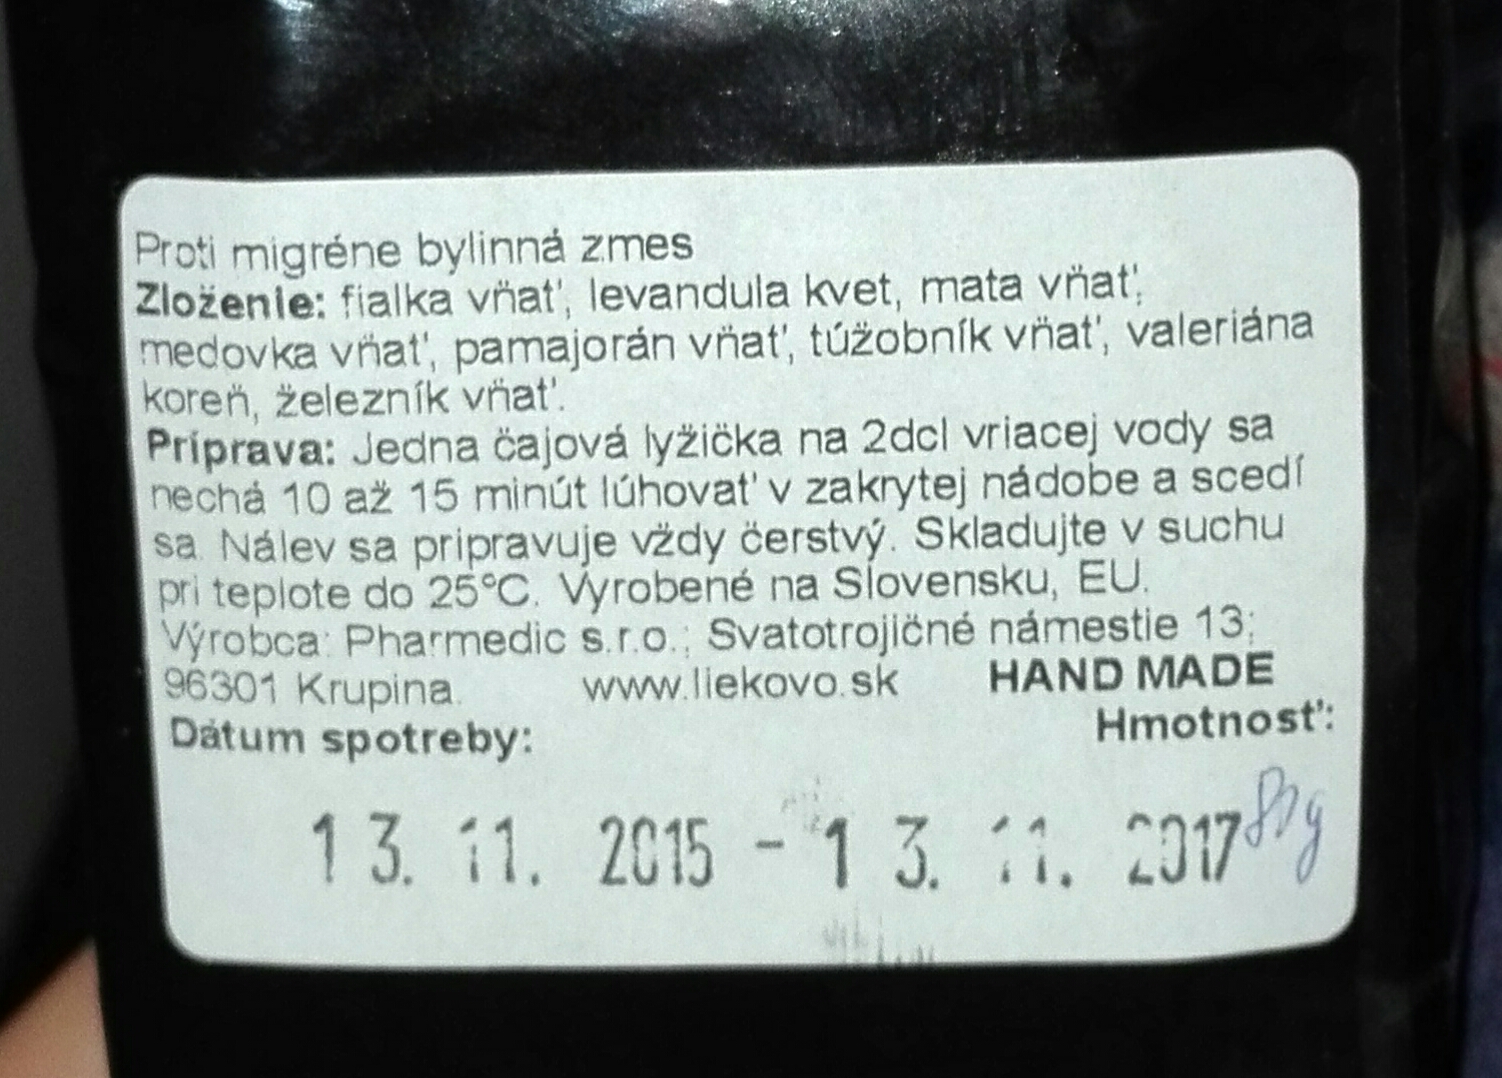 Proti migréne bylinná zmes
Zloženie: fialka vňať, levandula kvet, mata vňať,
medovka vňať, pamajorán vňať, túžobník vňať, valeriána
koreň, železník vňať.
Príprava: Jedna čajová lyžička na 2dcl vriacej vody sa
nechá 10 až 15 minút lúhovať v zakrytej nádobe a scedí
sa. Nálev sa pripravuje vždy čerstvý. Skladujte v suchu
pri teplote do 25°C. Vyrobené na Slovensku, EU.
Výrobca: Pharmedic s.r.o.; Svatotrojičné námestie 13;
96301 Krupina. www.liekovo.sk HAND MADE
Dátum spotreby: Hmotnosť:
13. 11. 2015 - 13. 11. 2017 80g